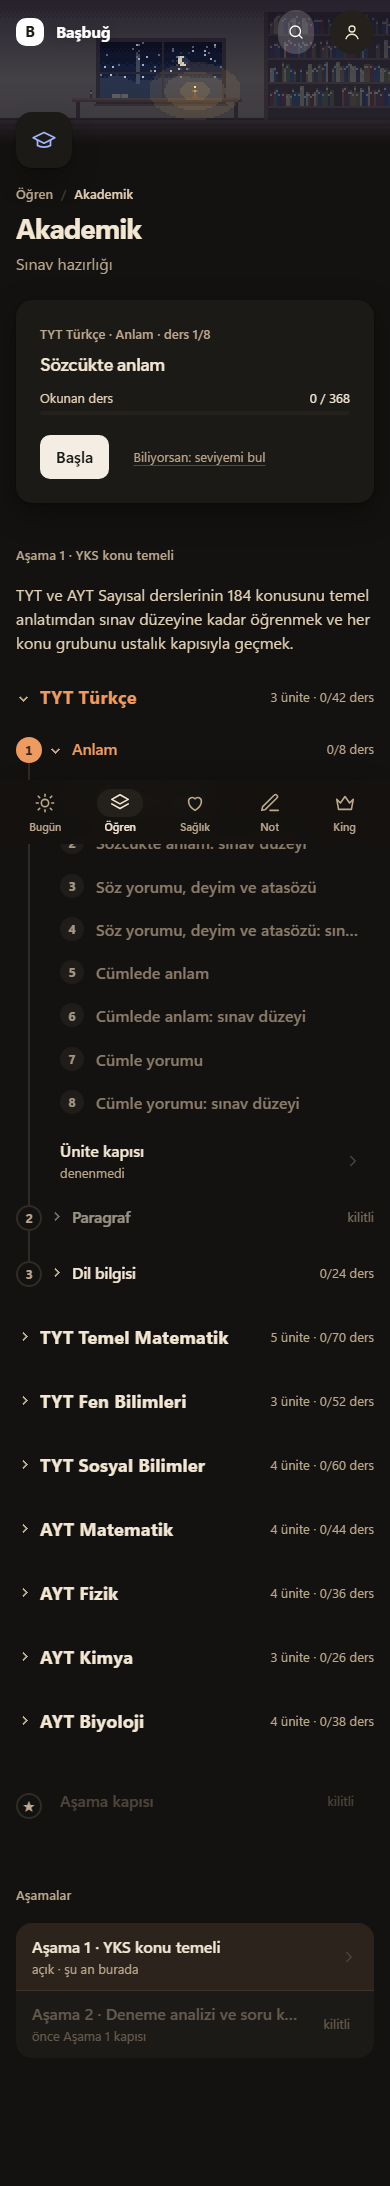 B Başbuğ
Öğren / Akademik
Akademik
Sınav hazırlığı
TYT Türkçe · Anlam · ders 1/8
Sözcükte anlam
Okunan ders 0 / 368
Başla Biliyorsan: seviyemi bul
Aşama 1 · YKS konu temeli
TYT ve AYT Sayısal derslerinin 184 konusunu temel
anlatımdan sınav düzeyine kadar öğrenmek ve her
konu grubunu ustalık kapısıyla geçmek.
TYT Türkçe 3 ünite · 0/42 ders
1 Anlam 0/8 ders
Bugün Öğren Sağlık Not King
2 Sözcükte anlam: sınav düzeyi
3 Söz yorumu, deyim ve atasözü
4 Söz yorumu, deyim ve atasözü: sın...
5 Cümlede anlam
6 Cümlede anlam: sınav düzeyi
7 Cümle yorumu
8 Cümle yorumu: sınav düzeyi
Ünite kapısı
denenmedi
2 Paragraf kilitli
3 Dil bilgisi 0/24 ders
TYT Temel Matematik 5 ünite · 0/70 ders
TYT Fen Bilimleri 3 ünite · 0/52 ders
TYT Sosyal Bilimler 4 ünite · 0/60 ders
AYT Matematik 4 ünite · 0/44 ders
AYT Fizik 4 ünite · 0/36 ders
AYT Kimya 3 ünite · 0/26 ders
AYT Biyoloji 4 ünite · 0/38 ders
Aşama kapısı kilitli
Aşamalar
Aşama 1 · YKS konu temeli
açık · şu an burada
Aşama 2 · Deneme analizi ve soru k... kilitli
önce Aşama 1 kapısı